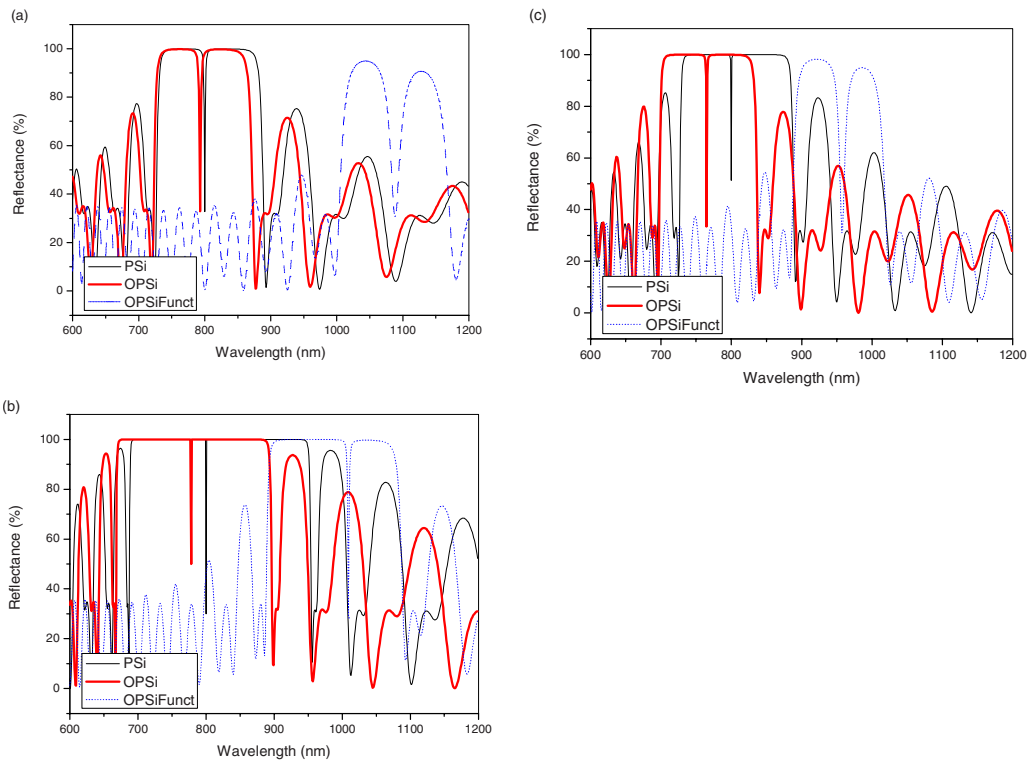 (a)
100
80
60
40
20
0
Reflectance (%)
PSi
OPSi
OPSiFunct
600 700 800 900 1000 1100 1200
Wavelength (nm)
(c)
100
80
60
40
20
0
Reflectance (%)
PSi
OPSi
OPSiFunct
600 700 800 900 1000 1100 1200
Wavelength (nm)
(b)
100
80
60
40
20
0
Reflectance (%)
PSi
OPSi
OPSiFunct
600 700 800 900 1000 1100 1200
Wavelength (nm)